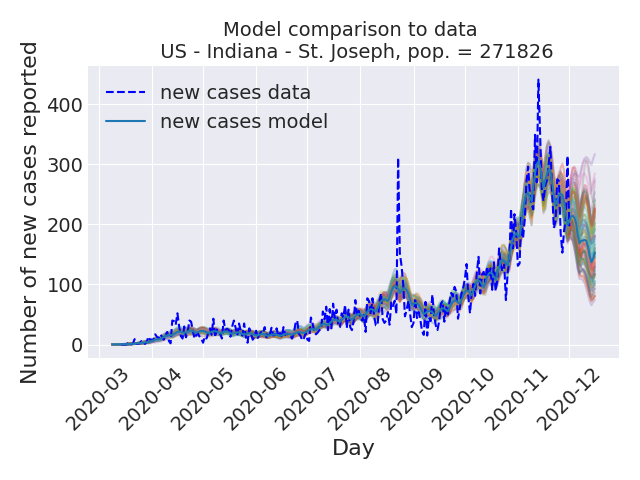 Model comparison to data
US - Indiana - St. Joseph, pop. = 271826
Number of new cases reported
400
300
200
100
0
new cases data
new cases model
2020-03
2020-04
2020-05
2020-06
2020-07
2020-08
2020-09
2020-10
2020-11
2020-12
Day